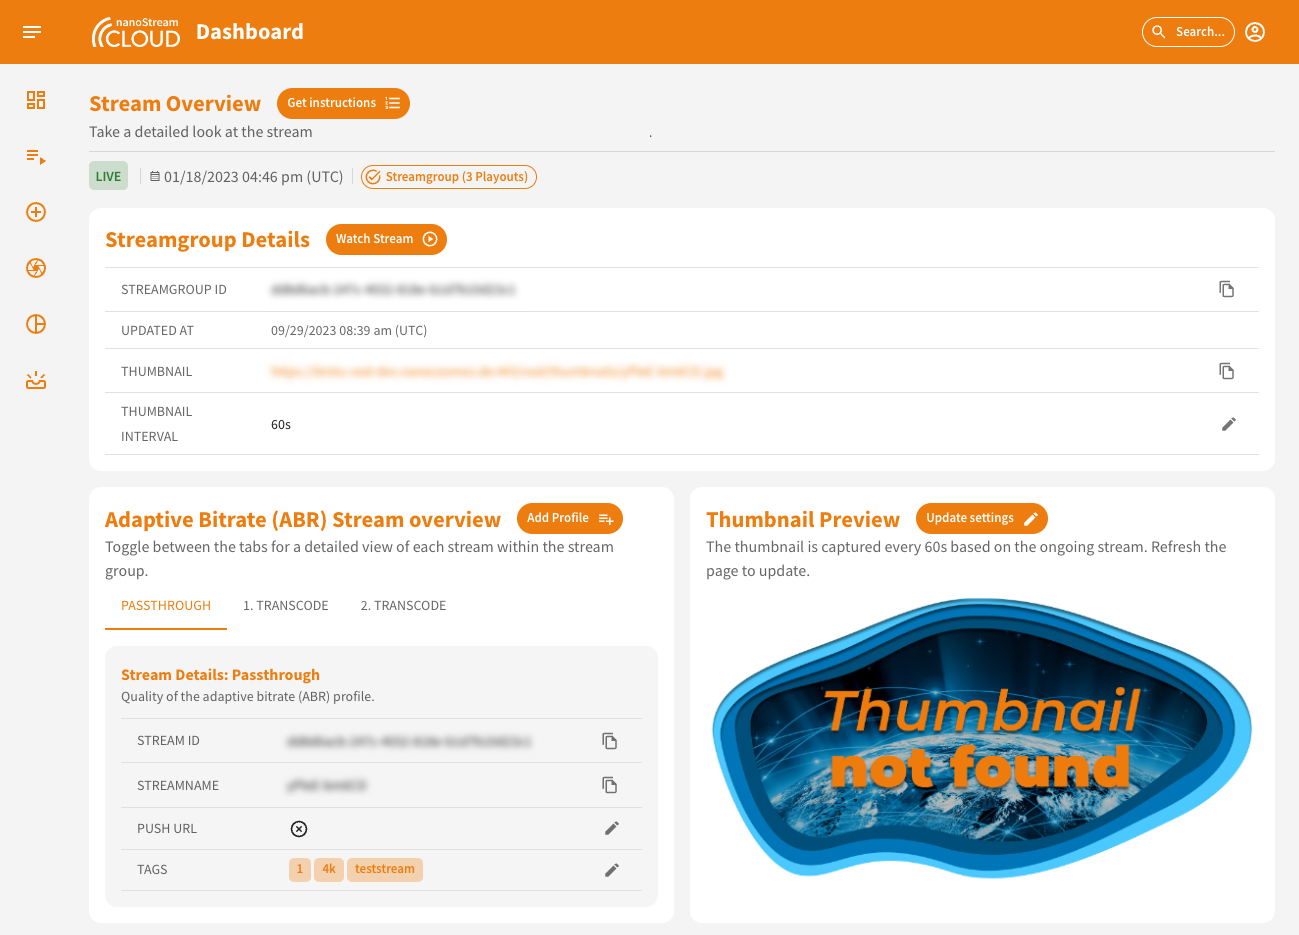 nanoStream
CLOUD
Dashboard
Search...
Stream Overview
Get instructions
Take a detailed look at the stream .
LIVE
01/18/2023 04:46 pm (UTC)
Streamgroup (3 Playouts)
Streamgroup Details
Watch Stream
STREAMGROUP ID
UPDATED AT
09/29/2023 08:39 am (UTC)
THUMBNAIL
THUMBNAIL
INTERVAL
60s
Adaptive Bitrate (ABR) Stream overview
Add Profile
Toggle between the tabs for a detailed view of each stream within the stream
group.
PASSTHROUGH
1. TRANSCODE
2. TRANSCODE
Stream Details: Passthrough
Quality of the adaptive bitrate (ABR) profile.
STREAM ID
STREAMNAME
PUSH URL
TAGS
1
4k
teststream
Thumbnail Preview
Update settings
The thumbnail is captured every 60s based on the ongoing stream. Refresh the
page to update.
Thumbnail
not found